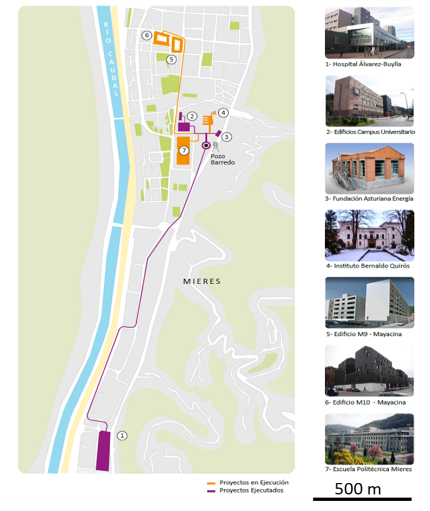 RÍO CAUDAL
6
5
4
2
3
7
Pozo
Barredo
MIERES
1
Proyectos en Ejecución
Proyectos Ejecutados
1- Hospital Álvarez-Buylla
2- Edificios Campus Universitario
3- Fundación Asturiana Energía
4- Instituto Bernaldo Quirós
5- Edificio M9 - Mayacina
6- Edificio M10 - Mayacina
7- Escuela Politécnica Mieres
500 m